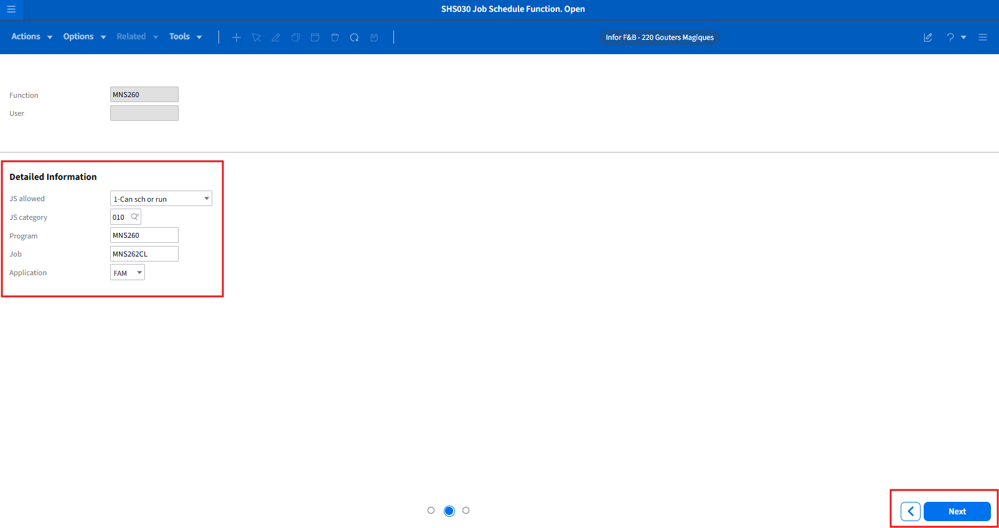 SHS030 Job Schedule Function. Open
Actions Options Related Tools Infor F&B - 220 Gouters Magiques
Function MNS260
User
Detailed Information
JS allowed 1-Can sch or run
JS category 010
Program MNS260
Job MNS262CL
Application FAM
Next